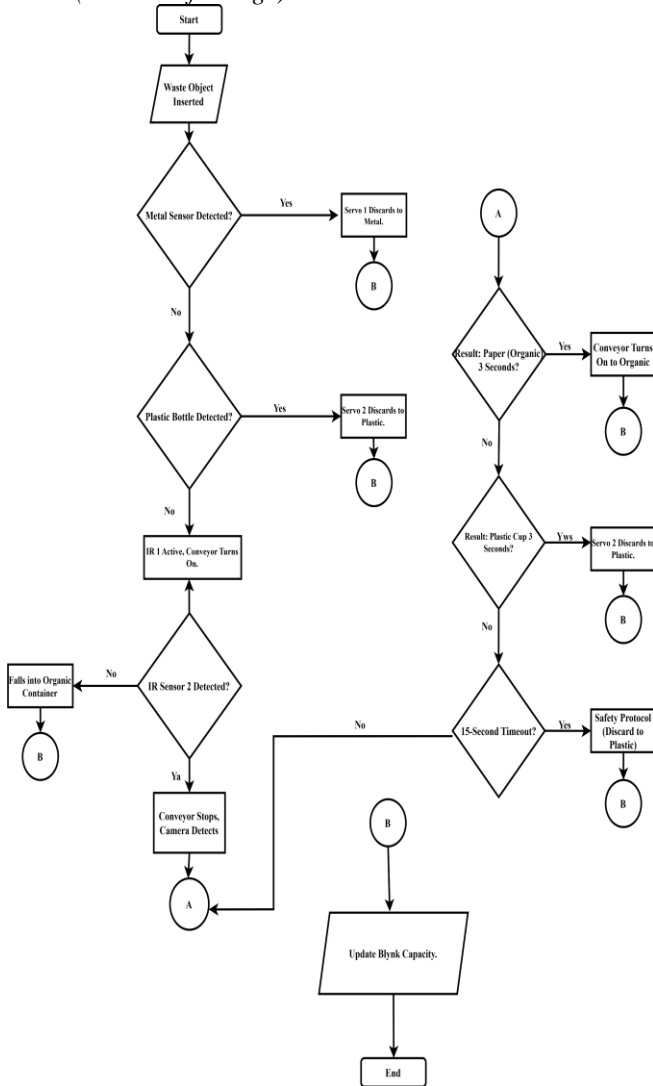 Start
Waste Object
Inserted
Metal Sensor Detected?
Yes
Servo 1 Discards to
Metal.
B
No
Plastic Bottle Detected?
Yes
Servo 2 Discards to
Plastic.
B
No
IR 1 Active, Conveyor Turns
On.
IR Sensor 2 Detected?
No
Falls into Organic
Container
B
Ya
Conveyor Stops,
Camera Detects
A
A
Result: Paper (Organic)
3 Seconds?
Yes
Conveyor Turns
On to Organic
B
No
Result: Plastic Cup 3
Seconds?
Yws
Servo 2 Discards to
Plastic.
B
No
15-Second Timeout?
No
Yes
Safety Protocol
(Discard to
Plastic)
B
B
Update Blynk Capacity.
End